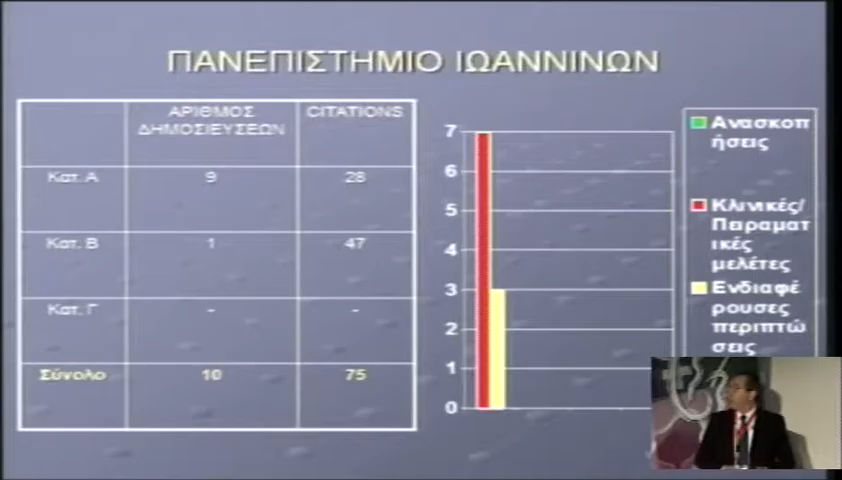 ΠΑΝΕΠΙΣΤΗΜΙΟ ΙΩΑΝΝΙΝΩΝ
ΑΡΙΘΜΟΣ ΔΗΜΟΣΙΕΥΣΕΩΝ CITATIONS
Κατ. Α 9 28
Κατ. Β 1 47
Κατ. Γ - -
Σύνολο 10 75
7
6
5
4
3
2
1
0
Ανασκοπ
ήσεις
Κλινικές/
Πειραματ
ικές
μελέτες
Ενδιαφέ
ρουσες
περιπτώ
σεις